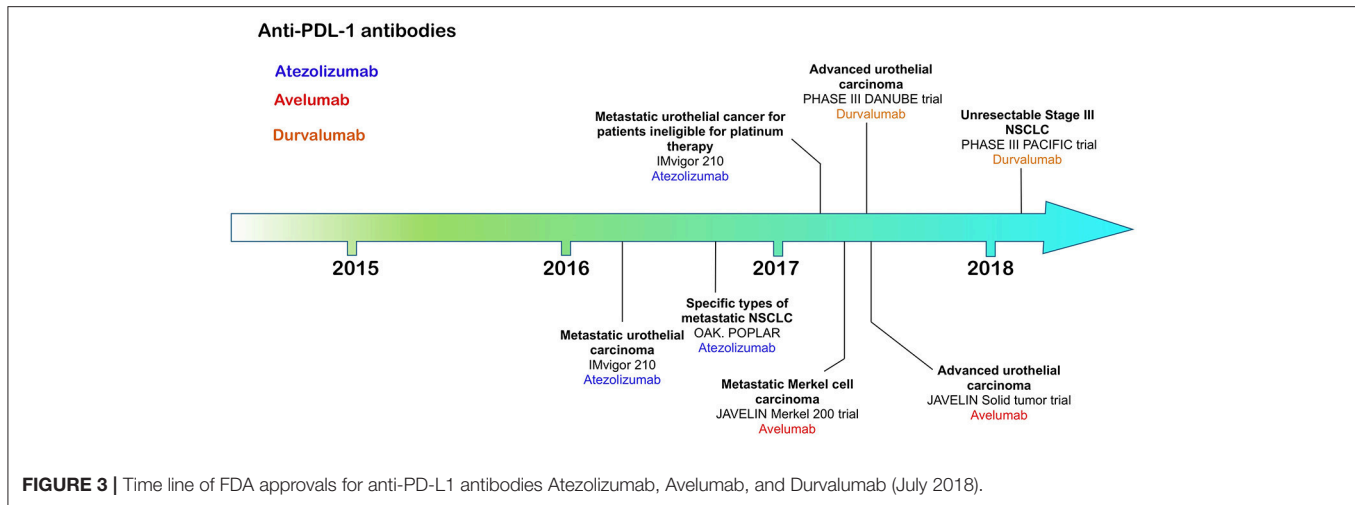 Anti-PDL-1 antibodies
Atezolizumab
Avelumab
Durvalumab
Metastatic urothelial cancer for
patients ineligible for platinum
therapy
IMvigor 210
Atezolizumab
Advanced urothelial
carcinoma
PHASE III DANUBE trial
Durvalumab
Unresectable Stage III
NSCLC
PHASE III PACIFIC trial
Durvalumab
2015
2016
2017
2018
Metastatic urothelial
carcinoma
IMvigor 210
Atezolizumab
Specific types of
metastatic NSCLC
OAK. POPLAR
Atezolizumab
Metastatic Merkel cell
carcinoma
JAVELIN Merkel 200 trial
Avelumab
Advanced urothelial
carcinoma
JAVELIN Solid tumor trial
Avelumab
FIGURE 3 | Time line of FDA approvals for anti-PD-L1 antibodies Atezolizumab, Avelumab, and Durvalumab (July 2018).